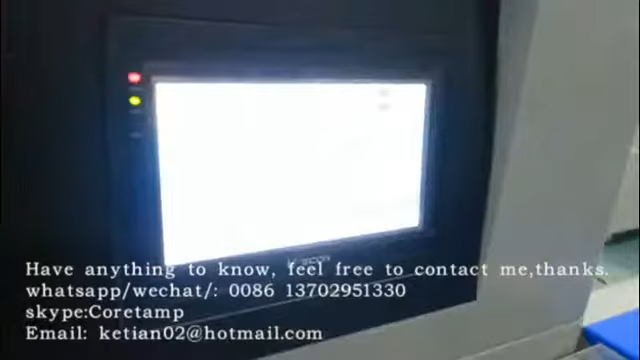 Have anything to know, feel free to contact me,thanks.
whatsapp/wechat/: 0086 13702951330
skype:Coretamp
Email: ketian02@hotmail.com